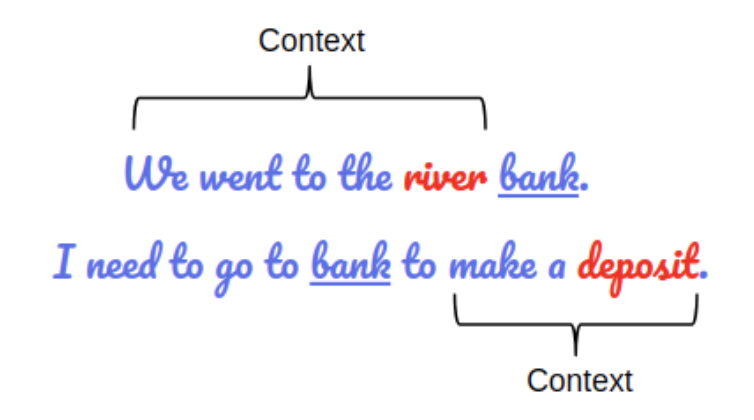 Context
We went to the river bank.
I need to go to bank to make a deposit.
Context